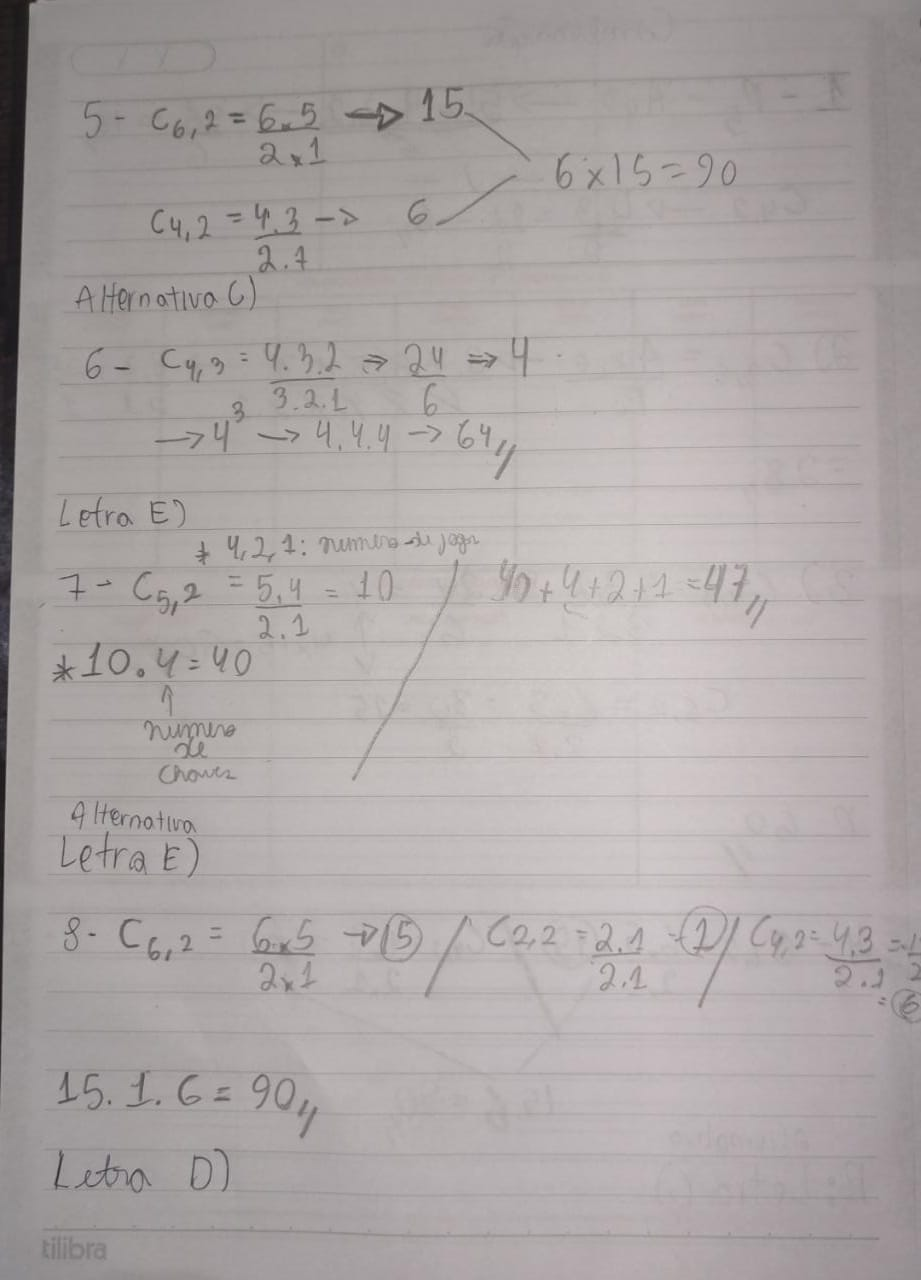 5- C6,2 = 6x5/2x1 → 15
6x15=90
C4,2 = 4.3/2.1 -> 6
Alternativa C)
6- C4,3 = 4.3.2/3.2.1 ⇒ 24/6 ⇒ 4
→ 4³ → 4.4.4 → 64
Letra E)
* 4,2,1: numero de jogo
7- C5,2 = 5.4/2.1 = 10 / 40+4+2+1=47
*10.4=40
↑
numero
de
chaves
Alternativa
Letra E)
8- C6,2 = 6x5/2x1 → 15 / C2,2 = 2.1/2.1 = 1 / C4,2= 4.3/2.1 = 12/2
= 6
15.1.6 = 90
Letra D)
tilibra